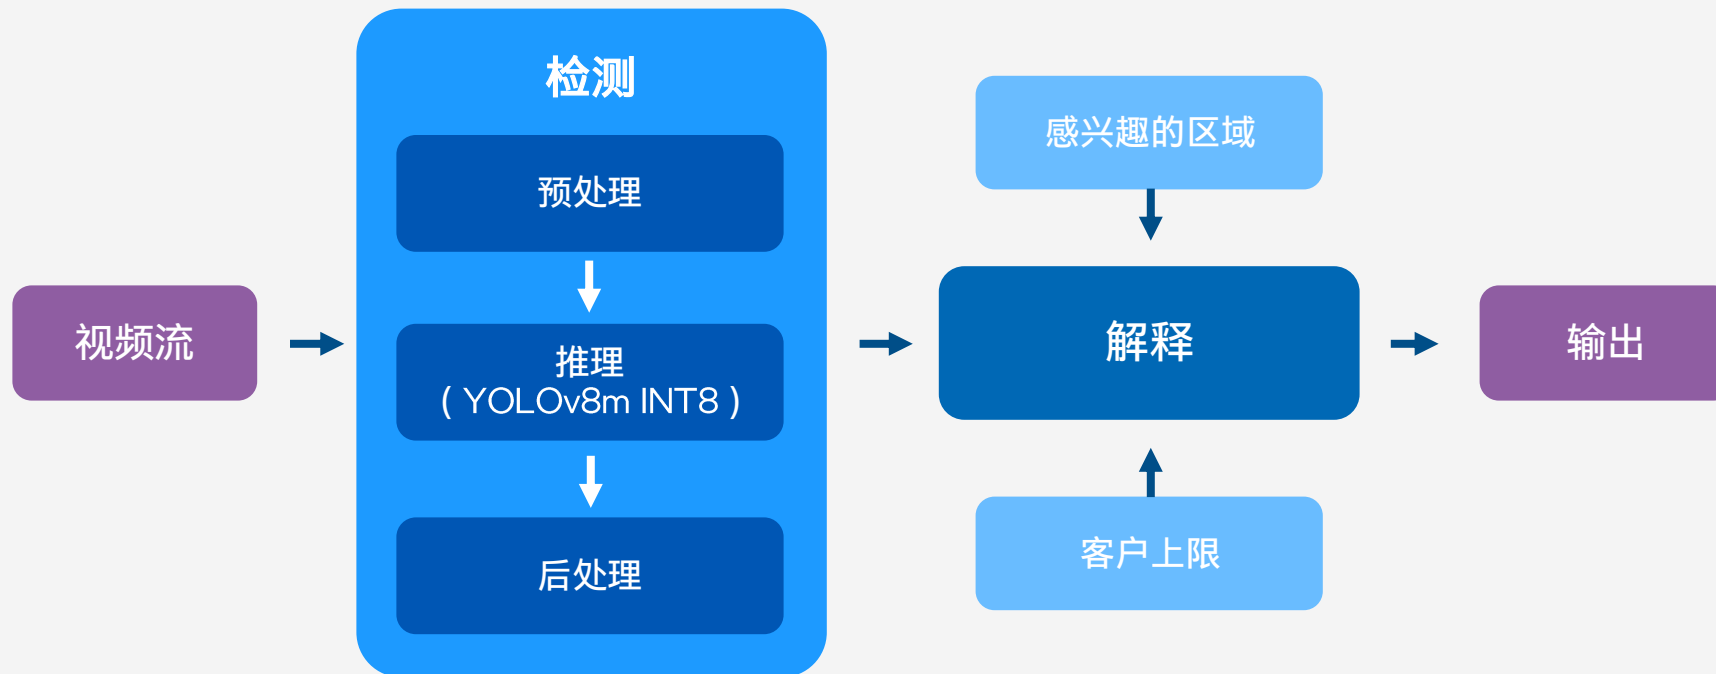 视频流
检测
预处理
推理
( YOLOv8m INT8 )
后处理
感兴趣的区域
解释
客户上限
输出